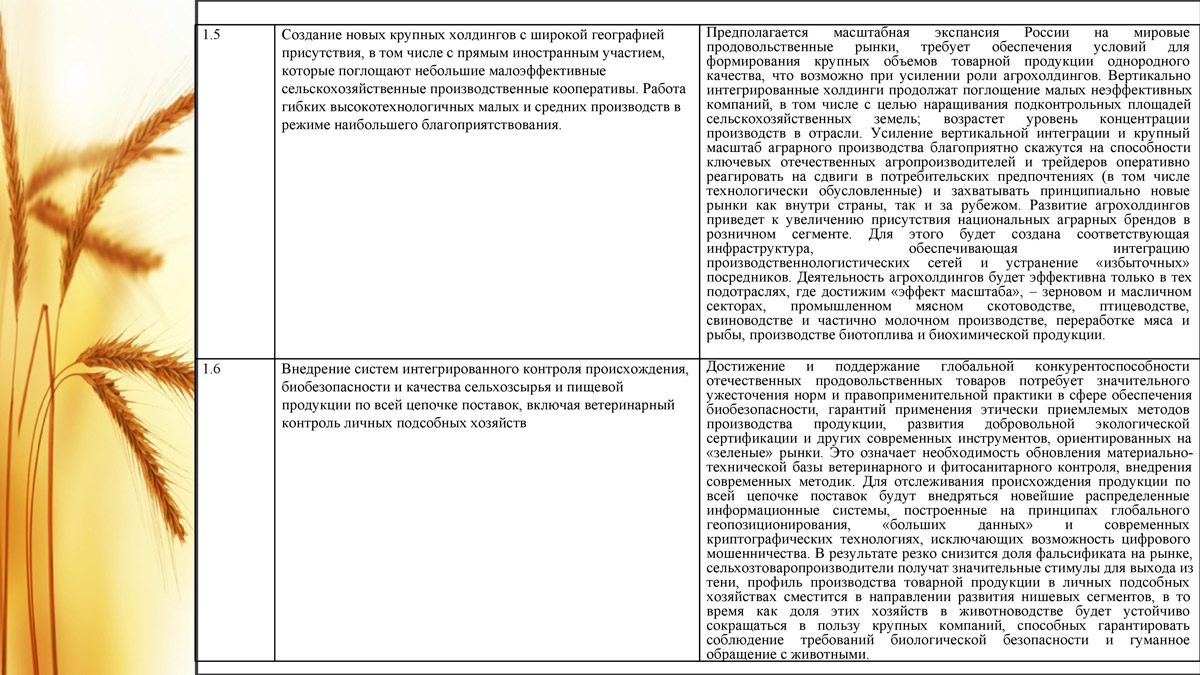 1.5
Создание новых крупных холдингов с широкой географией
присутствия, в том числе с прямым иностранным участием,
которые поглощают небольшие малоэффективные
сельскохозяйственные производственные кооперативы. Работа
гибких высокотехнологичных малых и средних производств в
режиме наибольшего благоприятствования.
Предполагается масштабная экспансия России на мировые
продовольственные рынки, требует обеспечения условий для
формирования крупных объемов товарной продукции однородного
качества, что возможно при усилении роли агрохолдингов. Вертикально
интегрированные холдинги продолжат поглощение малых неэффективных
компаний, в том числе с целью наращивания подконтрольных площадей
сельскохозяйственных земель; возрастет уровень концентрации
производств в отрасли. Усиление вертикальной интеграции и крупный
масштаб аграрного производства благоприятно скажутся на способности
ключевых отечественных агропроизводителей и трейдеров оперативно
реагировать на сдвиги в потребительских предпочтениях (в том числе
технологически обусловленные) и захватывать принципиально новые
рынки как внутри страны, так и за рубежом. Развитие агрохолдингов
приведет к увеличению присутствия национальных аграрных брендов в
розничном сегменте. Для этого будет создана соответствующая
инфраструктура, обеспечивающая интеграцию
производственнологистических сетей и устранение «избыточных»
посредников. Деятельность агрохолдингов будет эффективна только в тех
подотраслях, где достижим «эффект масштаба», – зерновом и масличном
секторах, промышленном мясном скотоводстве, птицеводстве,
свиноводстве и частично молочном производстве, переработке мяса и
рыбы, производстве биотоплива и биохимической продукции.
1.6
Внедрение систем интегрированного контроля происхождения,
биобезопасности и качества сельхозсырья и пищевой
продукции по всей цепочке поставок, включая ветеринарный
контроль личных подсобных хозяйств
Достижение и поддержание глобальной конкурентоспособности
отечественных продовольственных товаров потребует значительного
ужесточения норм и правоприменительной практики в сфере обеспечения
биобезопасности, гарантий применения этически приемлемых методов
производства продукции, развития добровольной экологической
сертификации и других современных инструментов, ориентированных на
«зеленые» рынки. Это означает необходимость обновления материально-
технической базы ветеринарного и фитосанитарного контроля, внедрения
современных методик. Для отслеживания происхождения продукции по
всей цепочке поставок будут внедряться новейшие распределенные
информационные системы, построенные на принципах глобального
геопозиционирования, «больших данных» и современных
криптографических технологиях, исключающих возможность цифрового
мошенничества. В результате резко снизится доля фальсификата на рынке,
сельхозтоваропроизводители получат значительные стимулы для выхода из
тени, профиль производства товарной продукции в личных подсобных
хозяйствах сместится в направлении развития нишевых сегментов, в то
время как доля этих хозяйств в животноводстве будет устойчиво
сокращаться в пользу крупных компаний, способных гарантировать
соблюдение требований биологической безопасности и гуманное
обращение с животными.